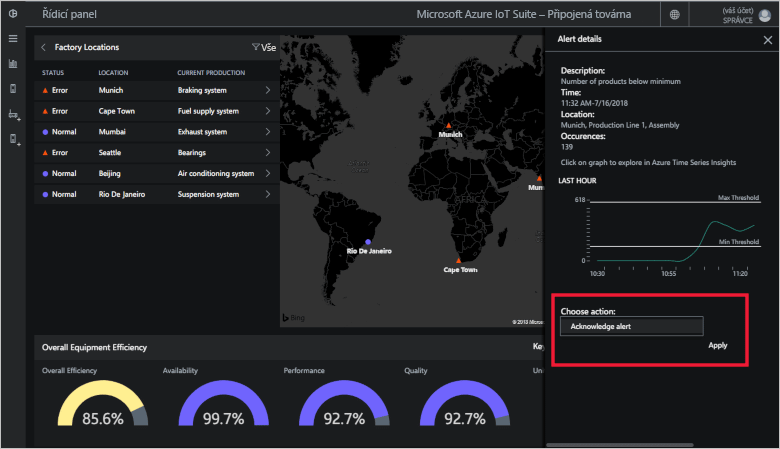 Řídicí panel
Microsoft Azure IoT Suite – Připojená továrna
(váš účet)
SPRÁVCE
Factory Locations
Vše
STATUS LOCATION CURRENT PRODUCTION
Error Munich Braking system
Error Cape Town Fuel supply system
Normal Mumbai Exhaust system
Error Seattle Bearings
Normal Beijing Air conditioning system
Normal Rio De Janeiro Suspension system
Munich
AFRICA
Mum
Rio De Janeiro
Cape Town
Bing
© 2018 Microsoft
Overall Equipment Efficiency
Key
Overall Efficiency
85.6%
Availability
99.7%
Performance
92.7%
Quality
92.7%
Uni
Alert details
Description:
Number of products below minimum
Time:
11:32 AM-7/16/2018
Location:
Munich, Production Line 1, Assembly
Occurences:
139
Click on graph to explore in Azure Time Series Insights
LAST HOUR
618
Max Threshold
Min Threshold
0
10:30 10:55 11:20
Choose action:
Acknowledge alert
Apply